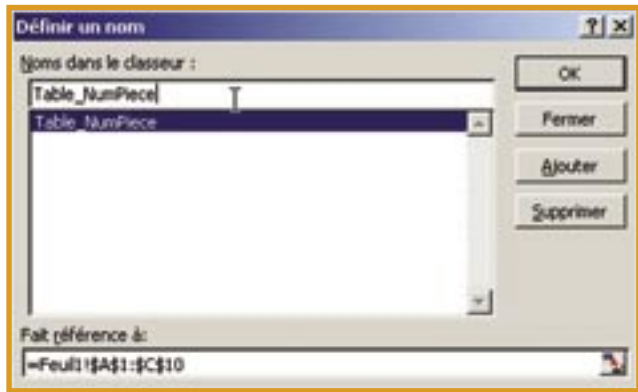 Définir un nom
Noms dans le classeur :
Table_NumPiece
Table_NumPiece
OK
Fermer
Ajouter
Supprimer
Fait référence à:
=Feuil1!$A$1:$C$10